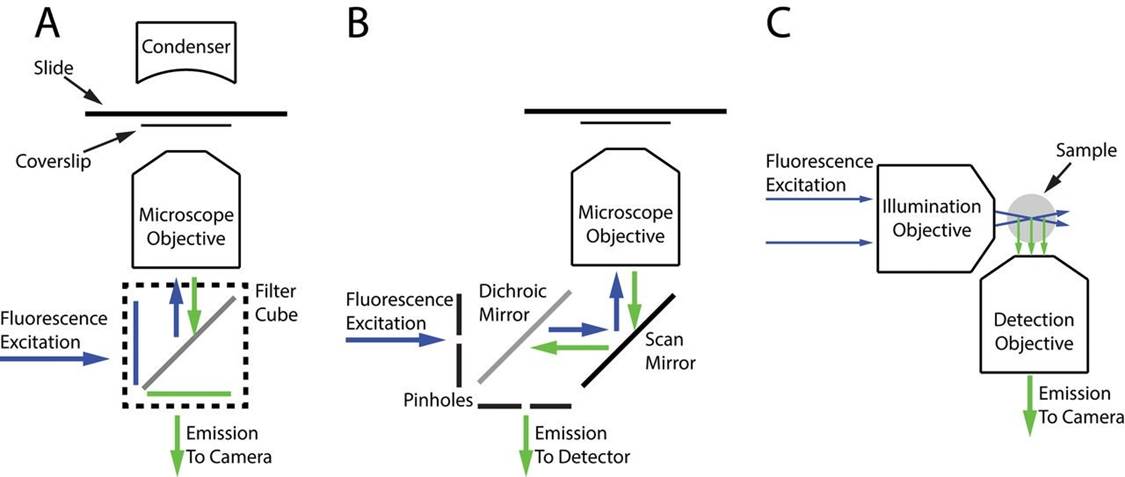 A
Condenser
Slide
Coverslip
Microscope
Objective
Filter
Cube
Fluorescence
Excitation
Emission
To Camera
B
Microscope
Objective
Fluorescence
Excitation
Dichroic
Mirror
Scan
Mirror
Pinholes
Emission
To Detector
C
Sample
Fluorescence
Excitation
Illumination
Objective
Detection
Objective
Emission
To Camera